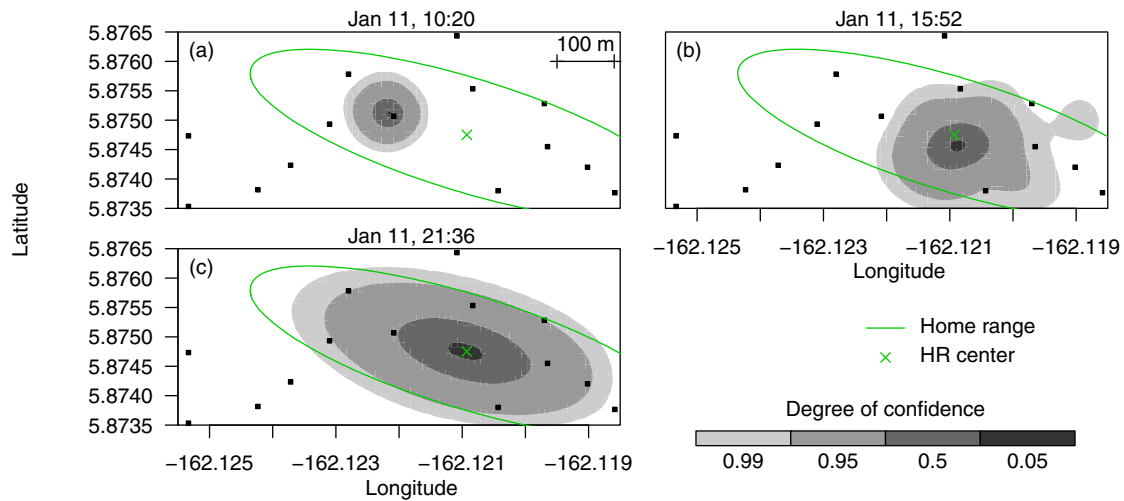 Jan 11, 10:20
Jan 11, 15:52
(a)
100 m
(b)
5.8765
5.8760
5.8755
5.8750
5.8745
5.8740
5.8735
Latitude
−162.125 −162.123 −162.121 −162.119
Longitude
Jan 11, 21:36
(c)
5.8765
5.8760
5.8755
5.8750
5.8745
5.8740
5.8735
−162.125 −162.123 −162.121 −162.119
Longitude
Home range
HR center
Degree of confidence
0.99 0.95 0.5 0.05